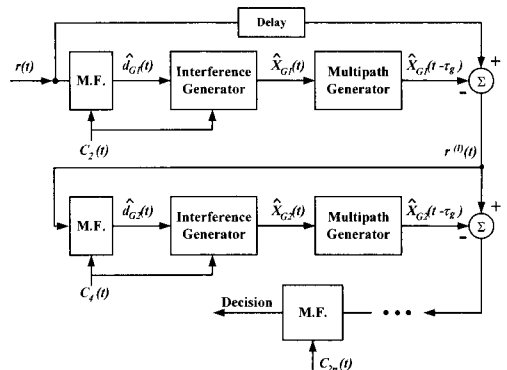 Delay
r(t)
M.F.
d̂G1(t)
Interference Generator
X̂G1(t)
Multipath Generator
X̂G1(t-τg)
+
Σ
-
C2(t)
r(1)(t)
M.F.
d̂G2(t)
Interference Generator
X̂G2(t)
Multipath Generator
X̂G2(t-τg)
+
Σ
-
C4(t)
Decision
M.F.
• • •
C2n(t)